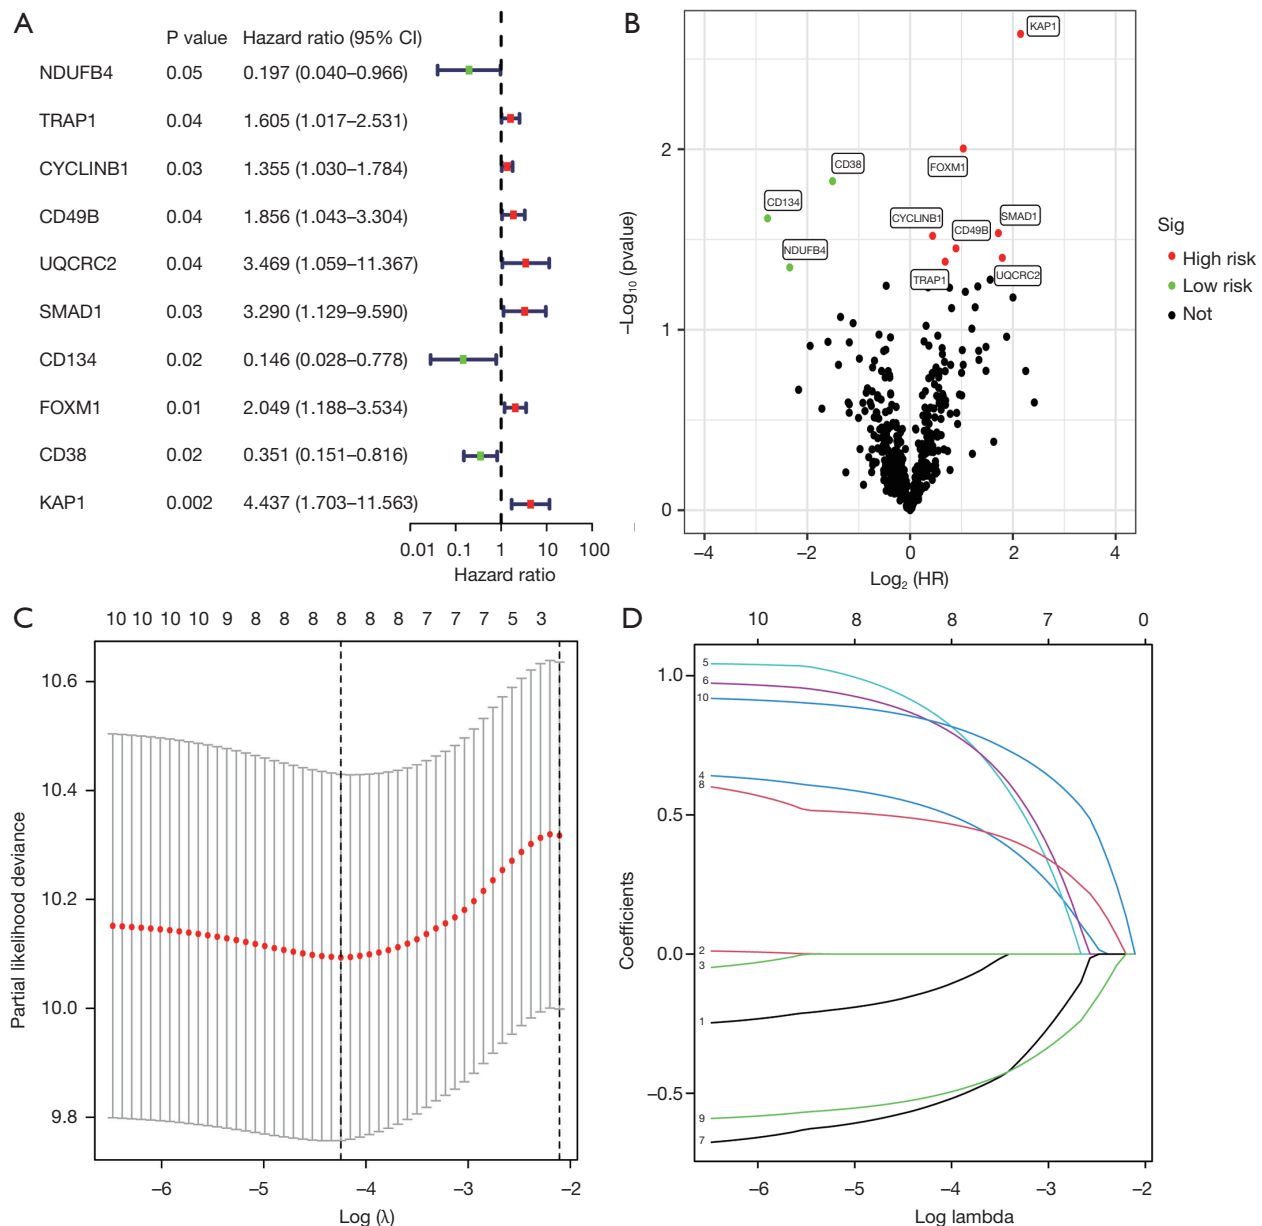 A
P value Hazard ratio (95% CI)
NDUFB4 0.05 0.197 (0.040–0.966)
TRAP1 0.04 1.605 (1.017–2.531)
CYCLINB1 0.03 1.355 (1.030–1.784)
CD49B 0.04 1.856 (1.043–3.304)
UQCRC2 0.04 3.469 (1.059–11.367)
SMAD1 0.03 3.290 (1.129–9.590)
CD134 0.02 0.146 (0.028–0.778)
FOXM1 0.01 2.049 (1.188–3.534)
CD38 0.02 0.351 (0.151–0.816)
KAP1 0.002 4.437 (1.703–11.563)
0.01 0.1 1 10 100
Hazard ratio
B
KAP1
FOXM1
CD38
CD134
CYCLINB1
SMAD1
CD49B
NDUFB4
TRAP1
UQCRC2
2
1
0
–Log₁₀ (pvalue)
–4 –2 0 2 4
Log₂ (HR)
Sig
High risk
Low risk
Not
C
10 10 10 10 9 8 8 8 8 8 8 7 7 7 5 3
10.6
10.4
10.2
10.0
9.8
Partial likelihood deviance
–6 –5 –4 –3 –2
Log (λ)
D
10 8 8 7 0
1.0
0.5
0.0
–0.5
Coefficients
5
6
10
4
8
2
3
1
9
7
–6 –5 –4 –3 –2
Log lambda